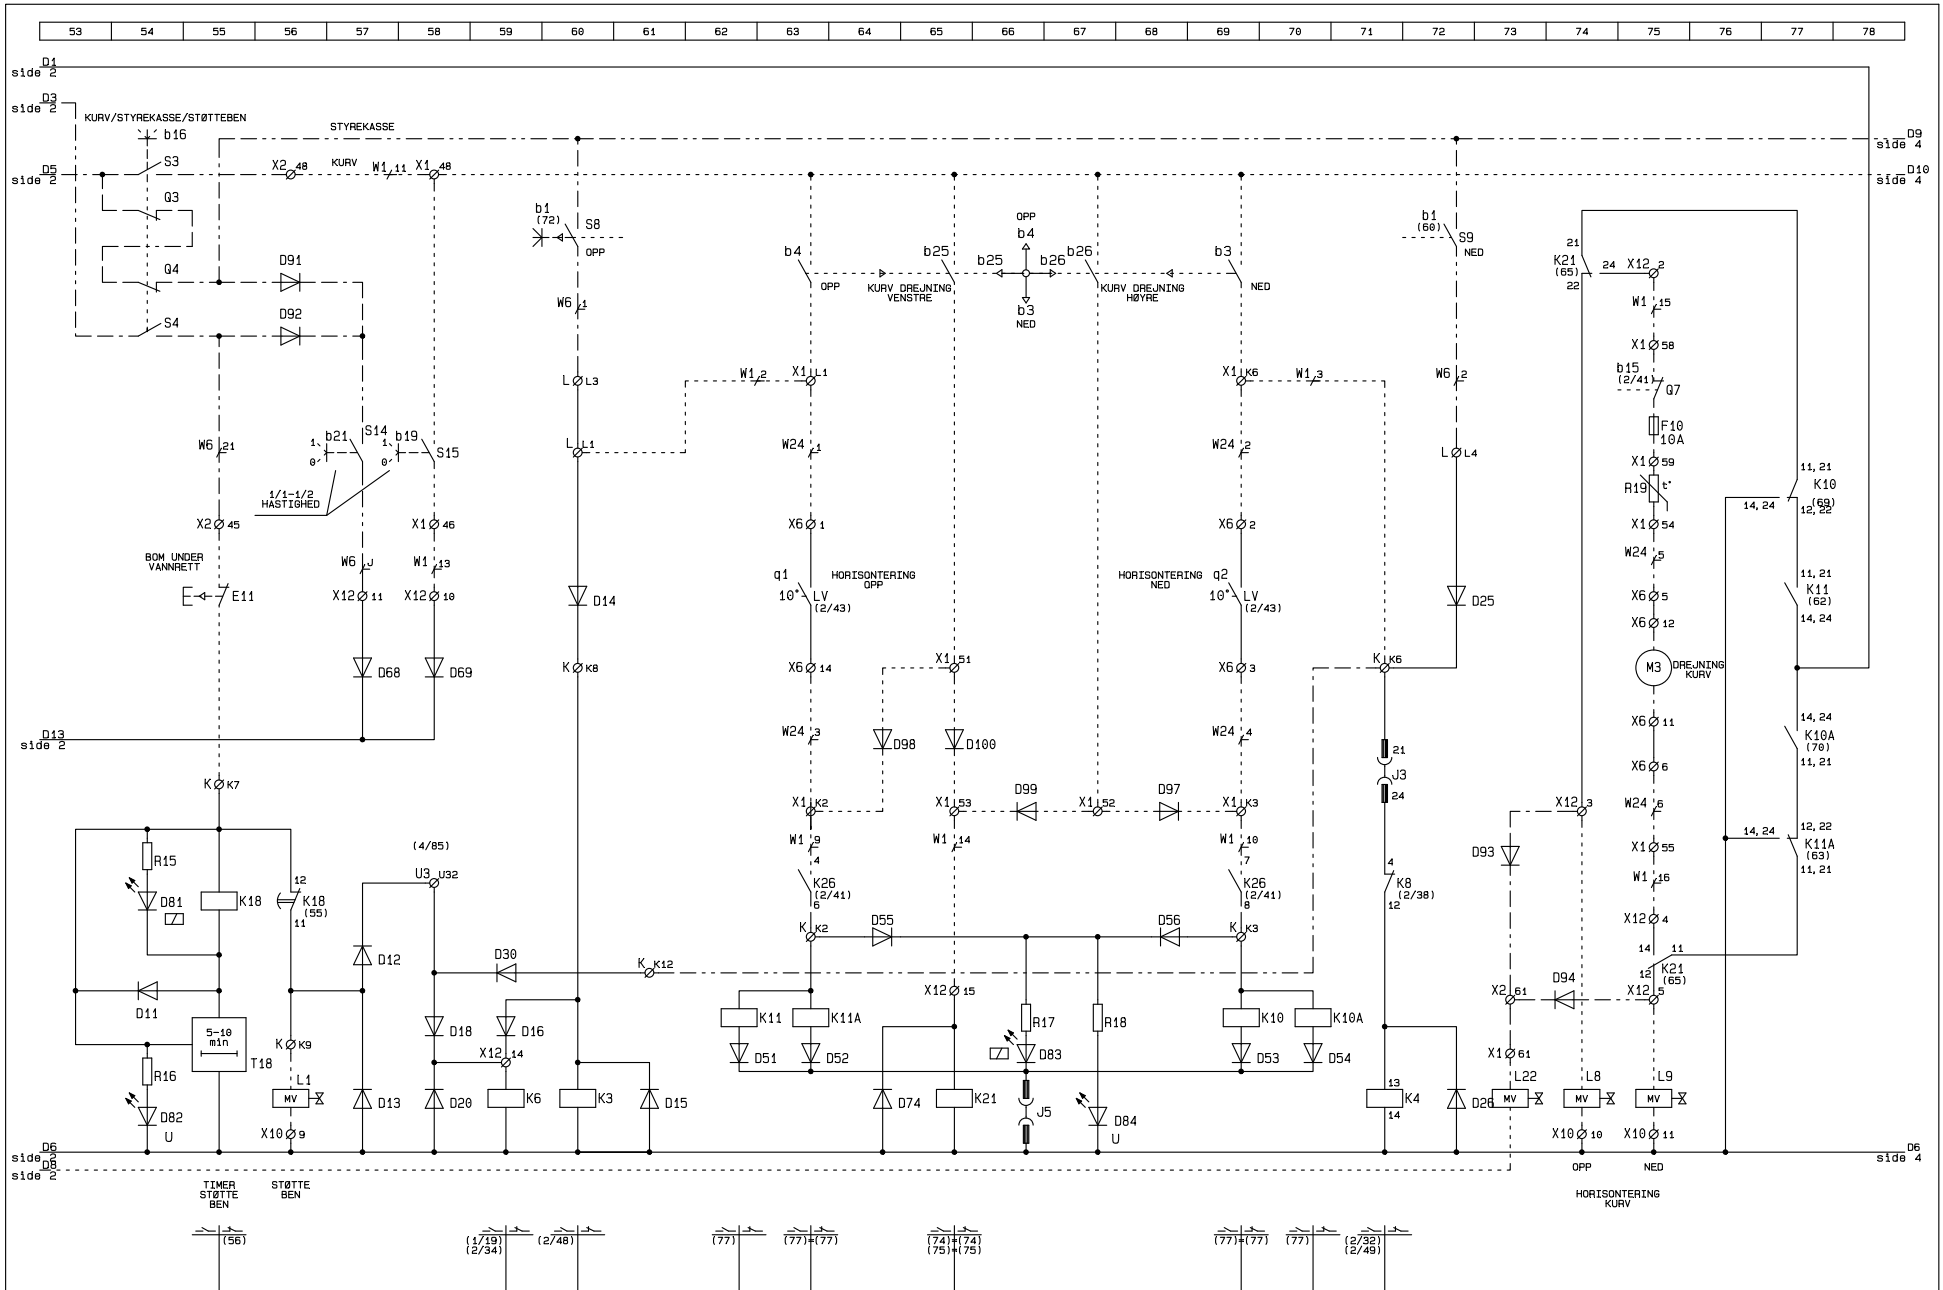 53 54 55 56 57 58 59 60 61 62 63 64 65 66 67 68 69 70 71 72 73 74 75 76 77 78
D1
side 2
D3
side 2
KURV/STYREKASSE/STØTTEBEN
STYREKASSE
b16
D9
side 4
S3
X2 48
KURV
W1 11
X1 48
D5
side 2
D10
side 4
Q3
b1
(72)
S8
OPP
OPP
b4
b1
(60)
S9
NED
Q4
D91
b4
OPP
b25
KURV DREJNING
VENSTRE
b25
b26
b3
NED
b26
KURV DREJNING
HØYRE
b3
NED
21
K21
(65)
22
24
X12 2
S4
D92
W6 1
W1 15
X1 58
L L3
W1 2
X1 L1
X1 K6
W1 3
W6 2
b15
(2/41)
Q7
F10
10A
W6 21
1
0
b21
S14
1
0
b19
S15
L L1
W24 1
W24 2
L L4
X1 59
R19
t°
X1 54
11,21
K10
(69)
12,22
14,24
1/1-1/2
HASTIGHED
X2 45
X1 46
X6 1
X6 2
BOM UNDER
VANNRETT
W6 J
W1 13
W24 5
E11
X12 11
X12 10
D14
q1
10°
LV
(2/43)
HORISONTERING
OPP
HORISONTERING
NED
q2
10°
LV
(2/43)
D25
X6 5
X6 12
11,21
K11
(62)
14,24
D68
D69
K K8
X6 14
X1 51
X6 3
K K6
M3
DREJNING
KURV
D13
side 2
W24 3
D98
D100
W24 4
21
J3
24
X6 11
X6 6
14,24
K10A
(70)
11,21
K K7
X1 K2
X1 53
D99
X1 52
D97
X1 K3
X12 3
W24 6
12,22
14,24
K11A
(63)
11,21
R15
(4/85)
W1 9
W1 14
W1 10
D93
X1 55
D81
K18
12
K18
(55)
11
U3 U32
4
K26
(2/41)
6
7
K26
(2/41)
8
4
K8
(2/38)
12
W1 16
X12 4
D12
D30
K K12
K K2
D55
D56
K K3
14
11
12
K21
(65)
D11
X12 15
X2 61
D94
X12 5
5-10
min
T18
K K9
D18
D16
K11
K11A
R17
R18
K10
K10A
R16
X12 14
D51
D52
D83
D53
D54
X1 61
D82
U
L1
MV
D13
D20
K6
K3
D15
D74
K21
J5
D84
U
13
K4
14
D26
L22
MV
L8
MV
L9
MV
X10 9
X10 10
X10 11
D6
side 2
D6
side 4
D8
side 2
OPP
NED
TIMER
STØTTE
BEN
STØTTE
BEN
HORISONTERING
KURV
(56)
(1/19)
(2/34)
(2/48)
(77)
(77)=(77)
(74)=(74)
(75)=(75)
(77)=(77)
(77)
(2/32)
(2/49)